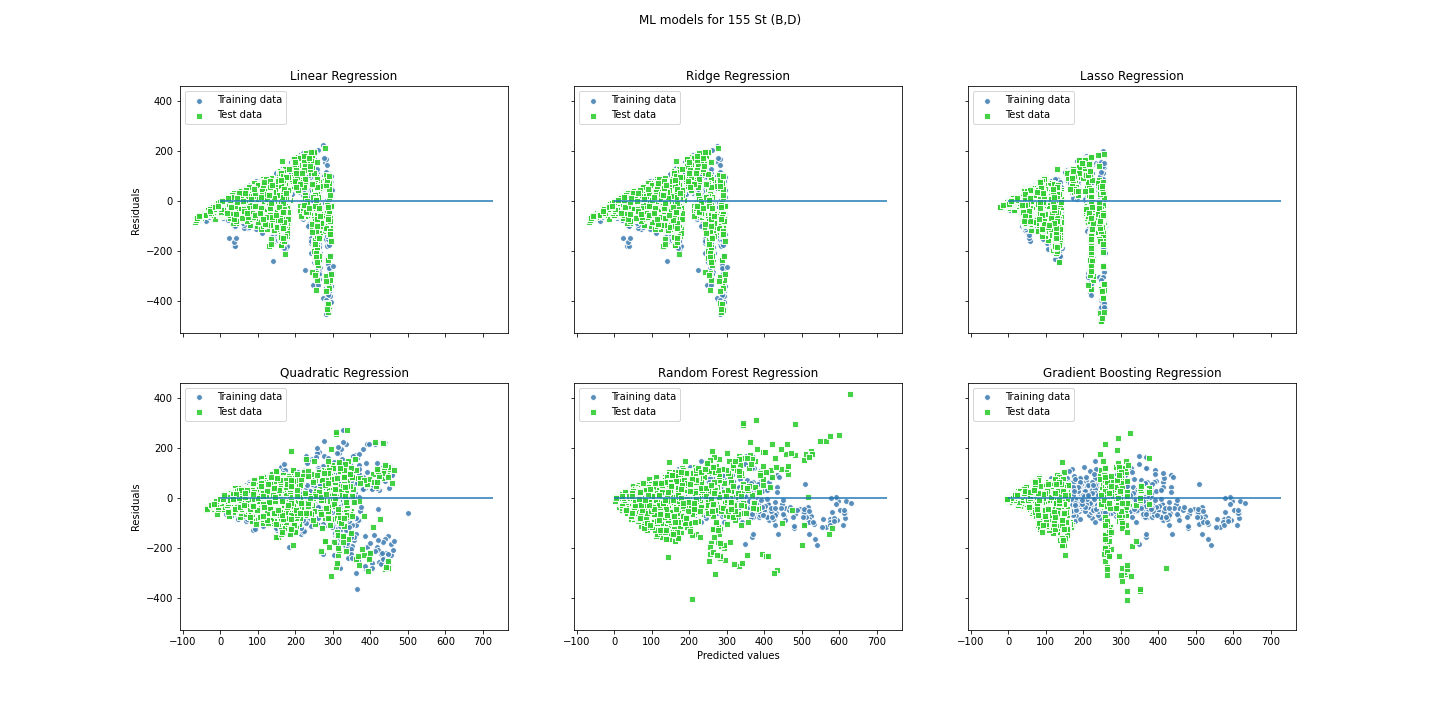 ML models for 155 St (B,D)
Linear Regression
Ridge Regression
Lasso Regression
Training data
Test data
Training data
Test data
Training data
Test data
Residuals
400
200
0
−200
−400
Quadratic Regression
Random Forest Regression
Gradient Boosting Regression
Training data
Test data
Training data
Test data
Training data
Test data
Residuals
400
200
0
−200
−400
−100 0 100 200 300 400 500 600 700
−100 0 100 200 300 400 500 600 700
−100 0 100 200 300 400 500 600 700
Predicted values